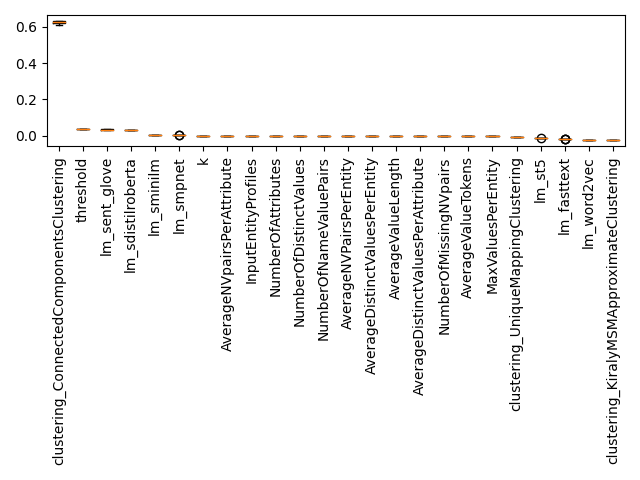 0.6
0.4
0.2
0.0
clustering_ConnectedComponentsClustering
threshold
lm_sent_glove
lm_sdistilroberta
lm_sminilm
lm_smpnet
k
AverageNVpairsPerAttribute
InputEntityProfiles
NumberOfAttributes
NumberOfDistinctValues
NumberOfNameValuePairs
AverageNVPairsPerEntity
AverageDistinctValuesPerEntity
AverageValueLength
AverageDistinctValuesPerAttribute
NumberOfMissingNVpairs
AverageValueTokens
MaxValuesPerEntity
clustering_UniqueMappingClustering
lm_st5
lm_fasttext
lm_word2vec
clustering_KiralyMSMApproximateClustering